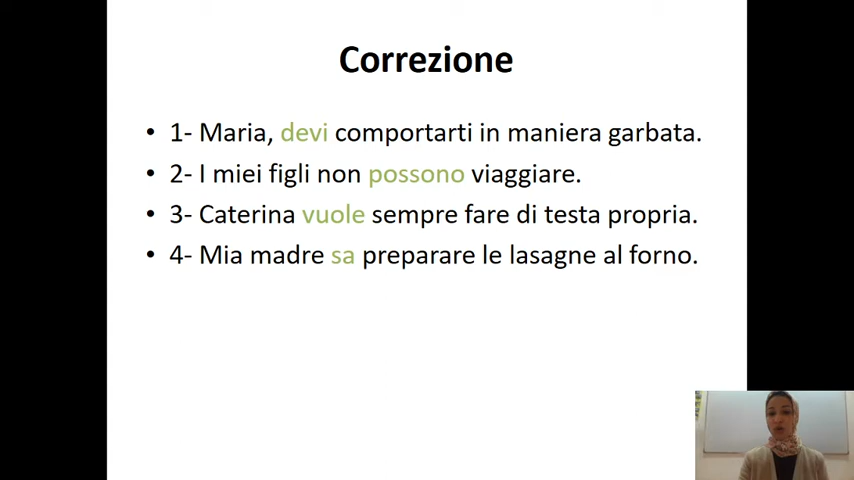 Correzione
• 1- Maria, devi comportarti in maniera garbata.
• 2- I miei figli non possono viaggiare.
• 3- Caterina vuole sempre fare di testa propria.
• 4- Mia madre sa preparare le lasagne al forno.